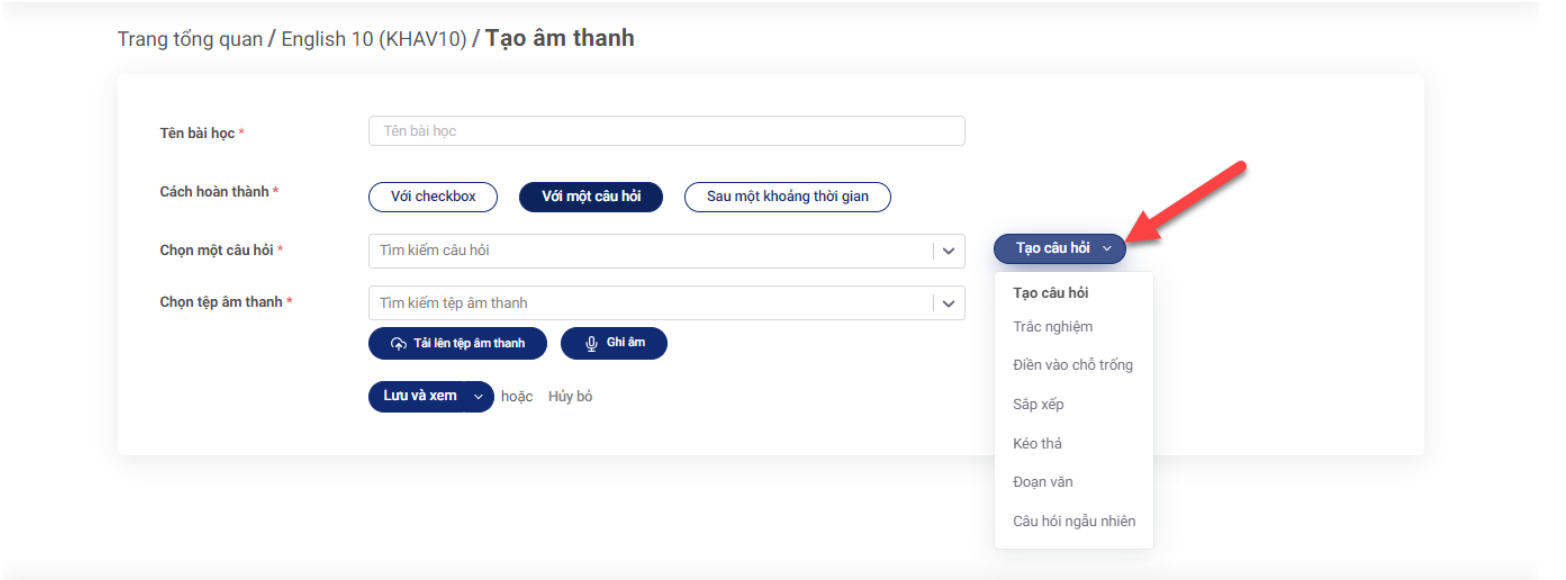 Trang tổng quan / English 10 (KHAV10) / Tạo âm thanh
Tên bài học *
Tên bài học
Cách hoàn thành *
Với checkbox
Với một câu hỏi
Sau một khoảng thời gian
Chọn một câu hỏi *
Tìm kiếm câu hỏi
Tạo câu hỏi
Chọn tệp âm thanh *
Tìm kiếm tệp âm thanh
Tải lên tệp âm thanh
Ghi âm
Lưu và xem
hoặc
Hủy bỏ
Tạo câu hỏi
Trắc nghiệm
Điền vào chỗ trống
Sắp xếp
Kéo thả
Đoạn văn
Câu hỏi ngẫu nhiên